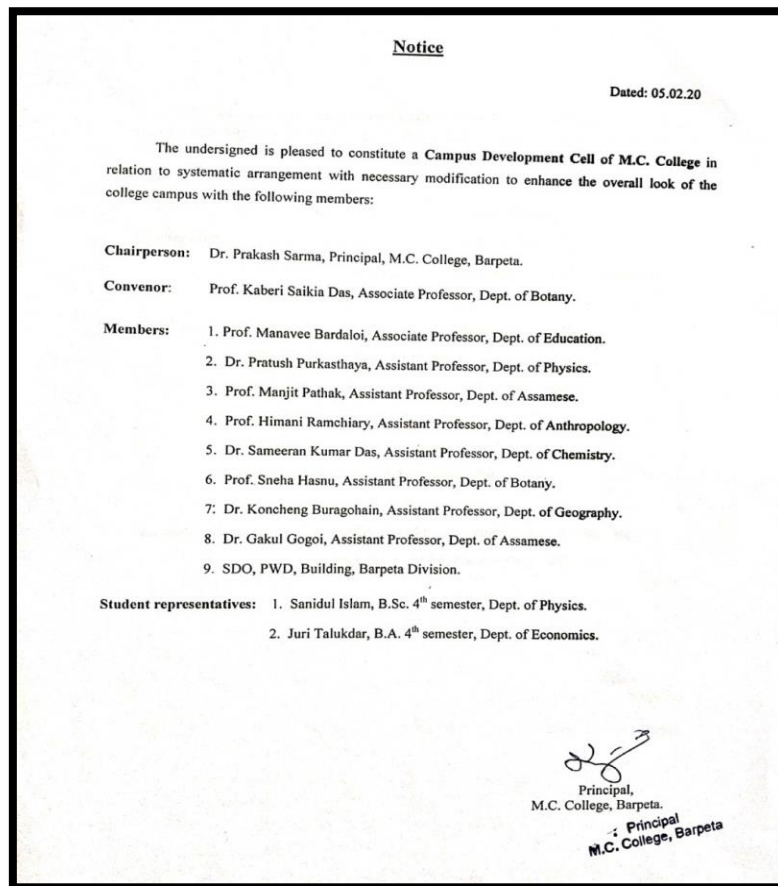 Notice
Dated: 05.02.20
The undersigned is pleased to constitute a Campus Development Cell of M.C. College in
relation to systematic arrangement with necessary modification to enhance the overall look of the
college campus with the following members:
Chairperson: Dr. Prakash Sarma, Principal, M.C. College, Barpeta.
Convenor: Prof. Kaberi Saikia Das, Associate Professor, Dept. of Botany.
Members: 1. Prof. Manavee Bardaloi, Associate Professor, Dept. of Education.
2. Dr. Pratush Purkasthaya, Assistant Professor, Dept. of Physics.
3. Prof. Manjit Pathak, Assistant Professor, Dept. of Assamese.
4. Prof. Himani Ramchiary, Assistant Professor, Dept. of Anthropology.
5. Dr. Sameeran Kumar Das, Assistant Professor, Dept. of Chemistry.
6. Prof. Sneha Hasnu, Assistant Professor, Dept. of Botany.
7. Dr. Koncheng Buragohain, Assistant Professor, Dept. of Geography.
8. Dr. Gakul Gogoi, Assistant Professor, Dept. of Assamese.
9. SDO, PWD, Building, Barpeta Division.
Student representatives: 1. Sanidul Islam, B.Sc. 4th semester, Dept. of Physics.
2. Juri Talukdar, B.A. 4th semester, Dept. of Economics.
Principal,
M.C. College, Barpeta.
Principal
M.C. College, Barpeta